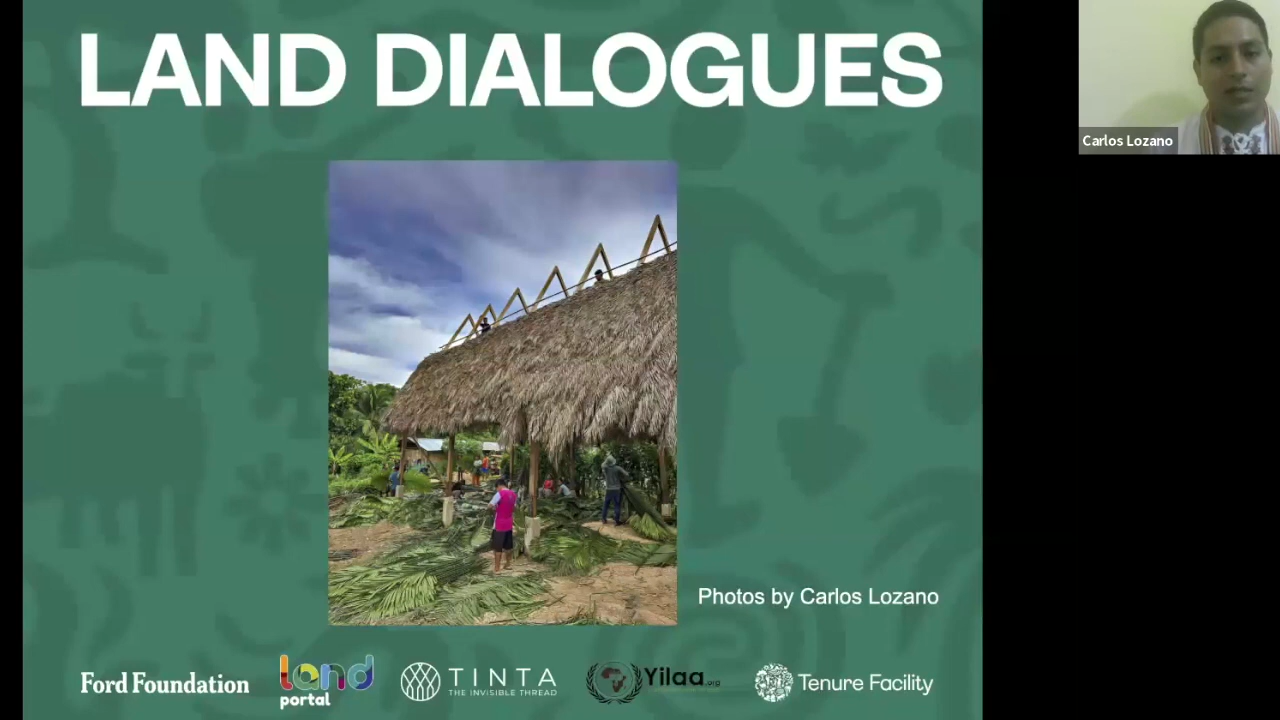 LAND DIALOGUES
Carlos Lozano
Photos by Carlos Lozano
Ford Foundation
land
portal
TINTA
THE INVISIBLE THREAD
Yilaa.org
Tenure Facility